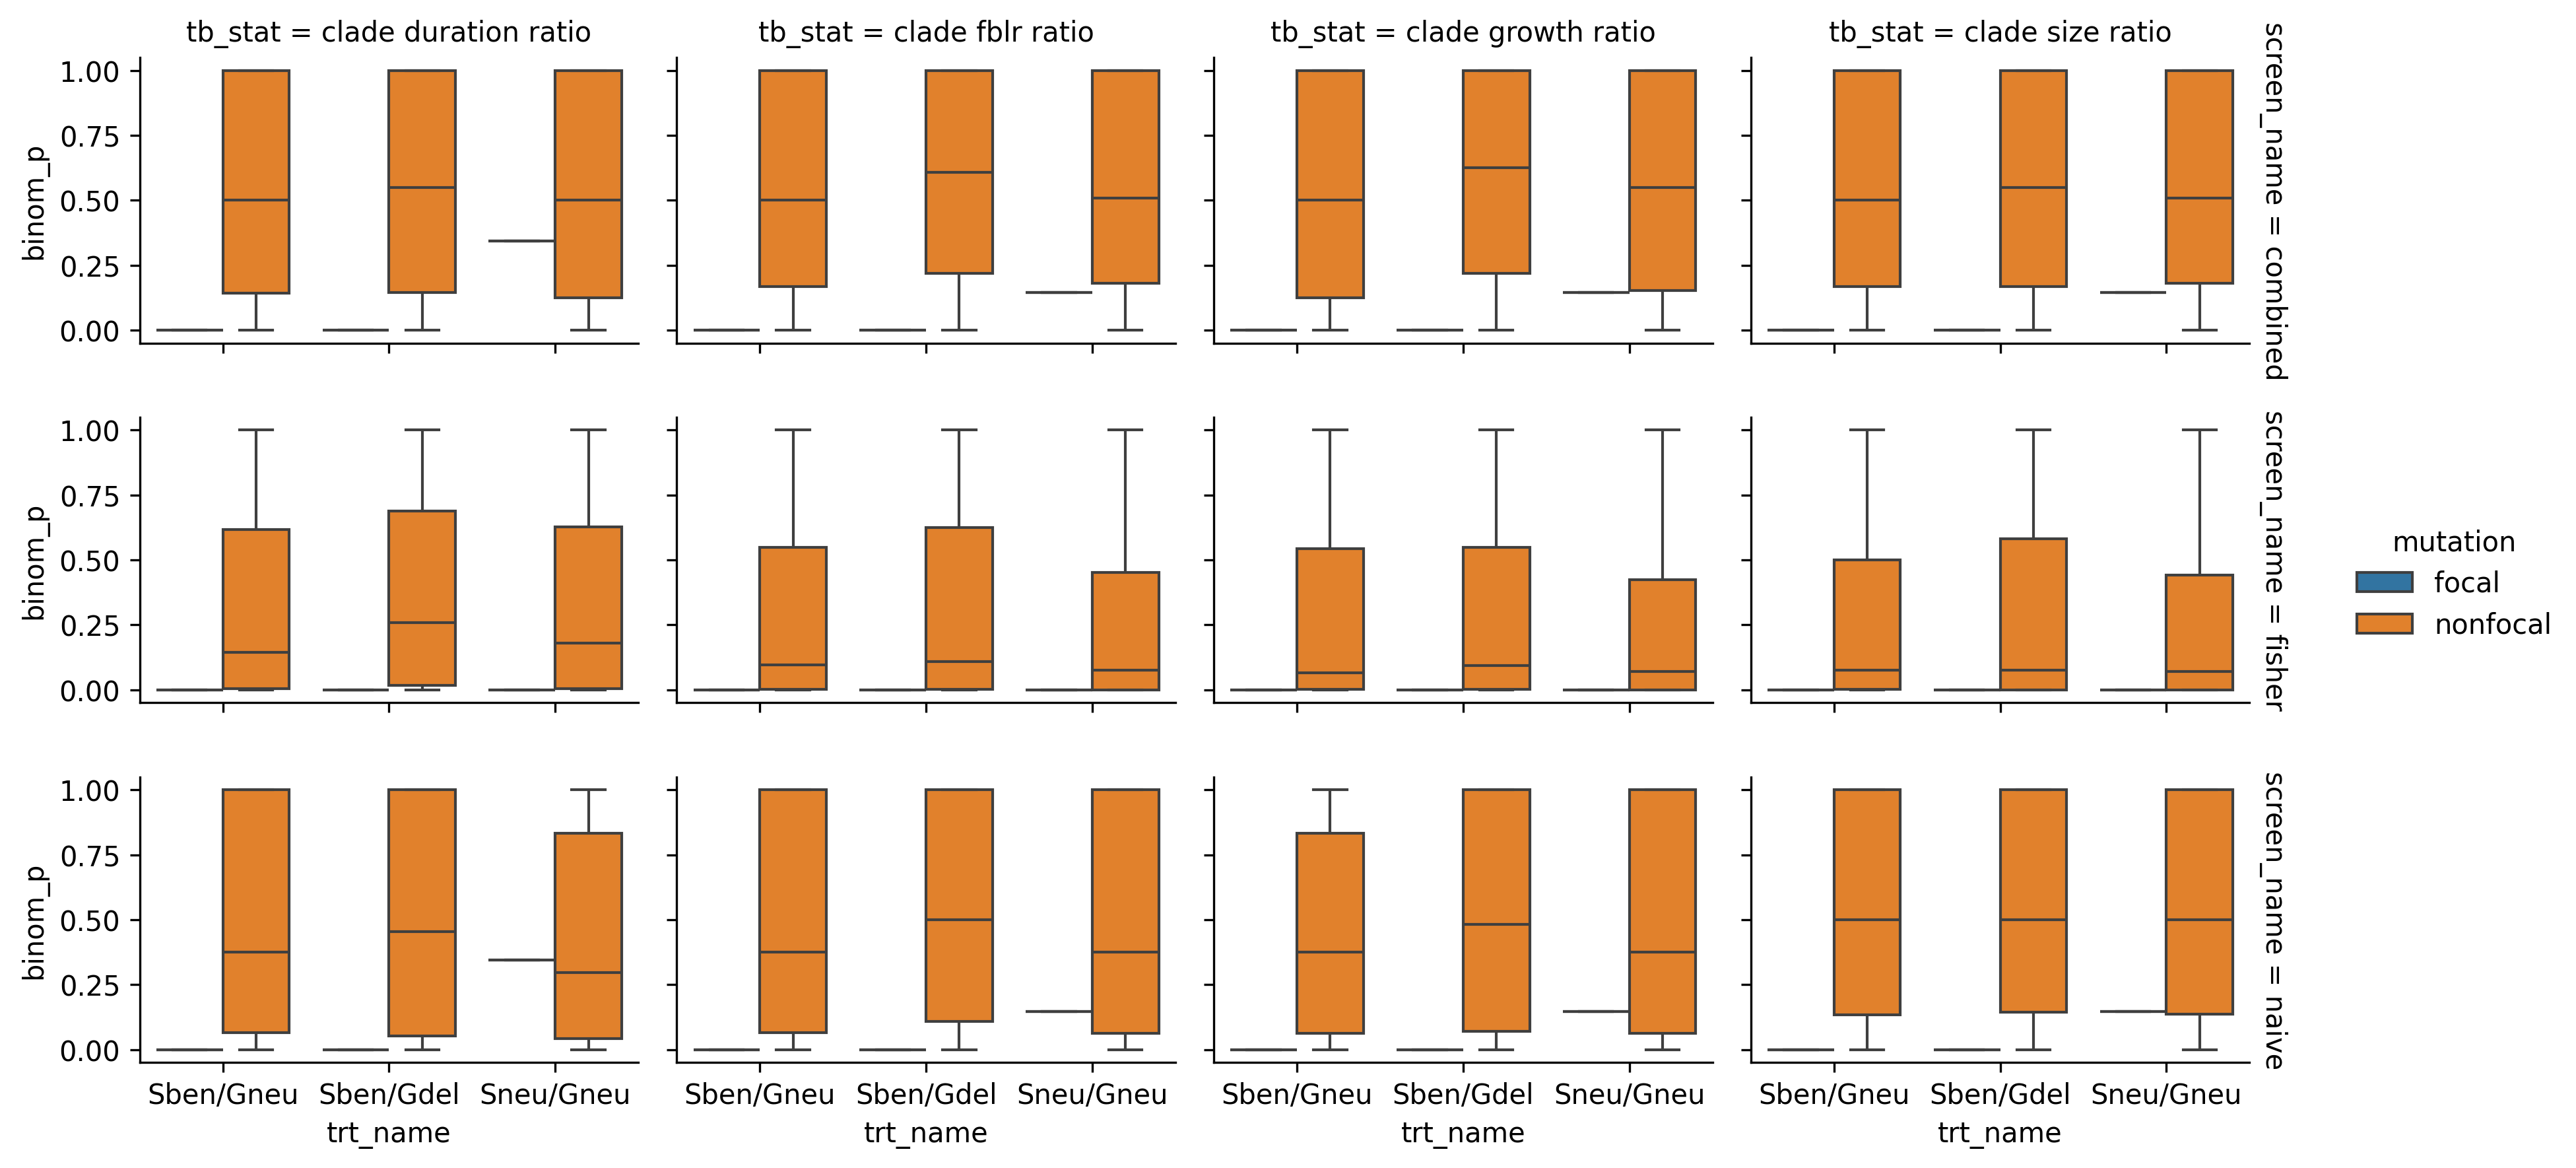 tb_stat = clade duration ratio
tb_stat = clade fblr ratio
tb_stat = clade growth ratio
tb_stat = clade size ratio
1.00
0.75
0.50
0.25
0.00
binom_p
screen_name = combined
1.00
0.75
0.50
0.25
0.00
binom_p
screen_name = fisher
mutation
focal
nonfocal
1.00
0.75
0.50
0.25
0.00
binom_p
screen_name = naive
Sben/Gneu Sben/Gdel Sneu/Gneu
trt_name
Sben/Gneu Sben/Gdel Sneu/Gneu
trt_name
Sben/Gneu Sben/Gdel Sneu/Gneu
trt_name
Sben/Gneu Sben/Gdel Sneu/Gneu
trt_name